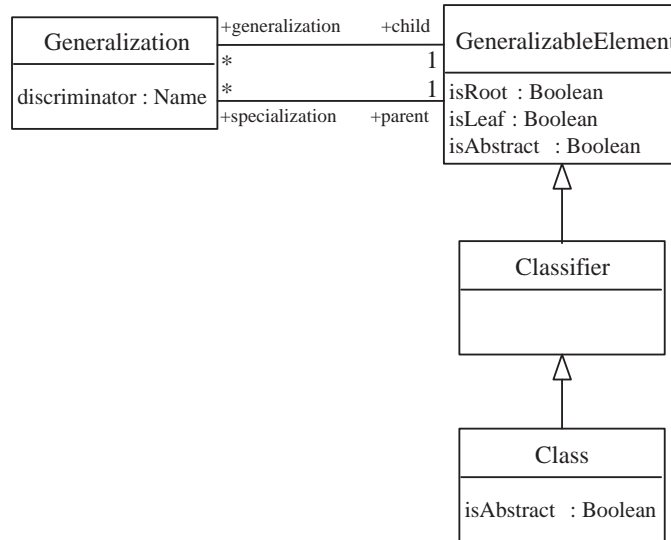 Generalization
discriminator : Name
+generalization
+child
*
1
*
1
+specialization
+parent
GeneralizableElement
isRoot : Boolean
isLeaf : Boolean
isAbstract : Boolean
Classifier
Class
isAbstract : Boolean